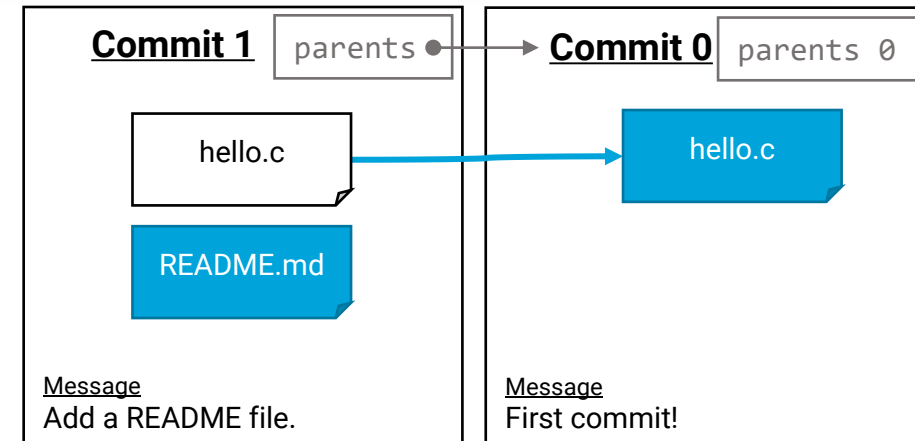 Commit 1
parents
hello.c
README.md
Message
Add a README file.
Commit 0
parents 0
hello.c
Message
First commit!